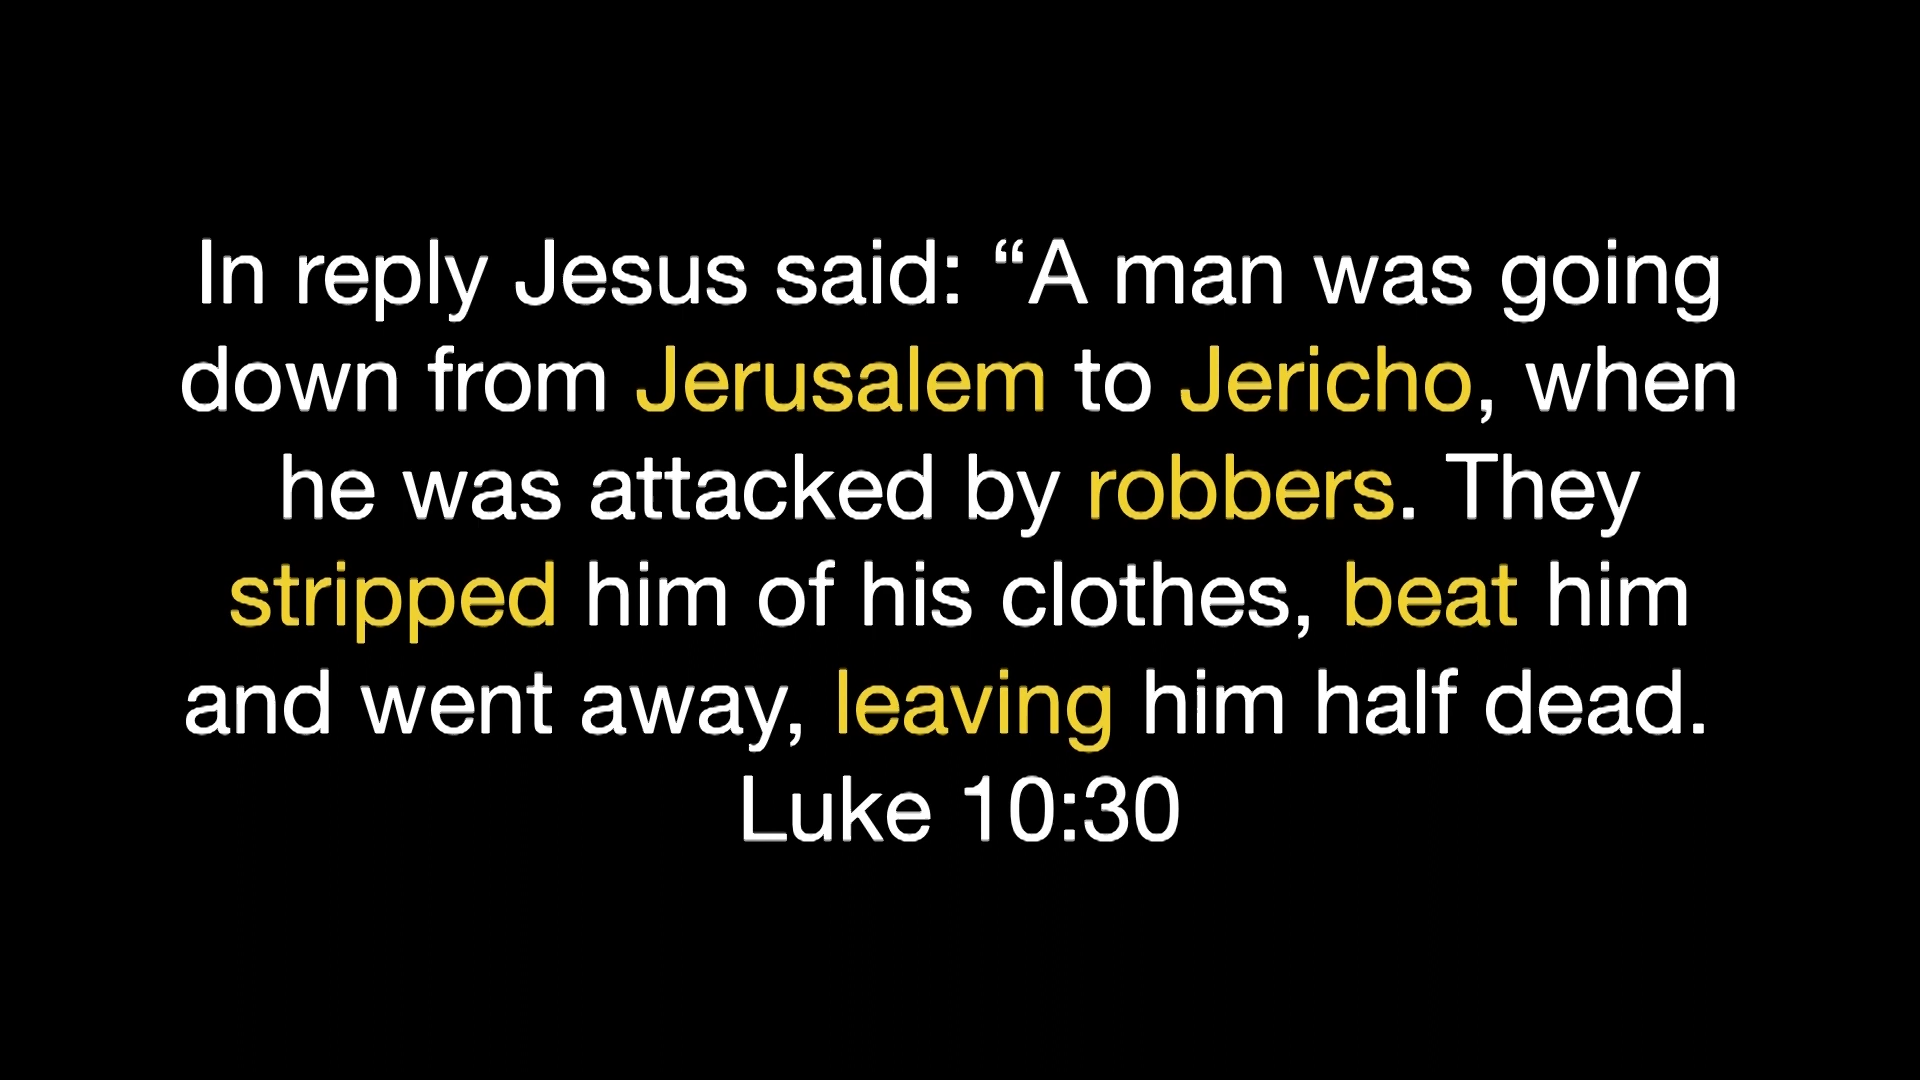 In reply Jesus said: “A man was going
down from Jerusalem to Jericho, when
he was attacked by robbers. They
stripped him of his clothes, beat him
and went away, leaving him half dead.
Luke 10:30